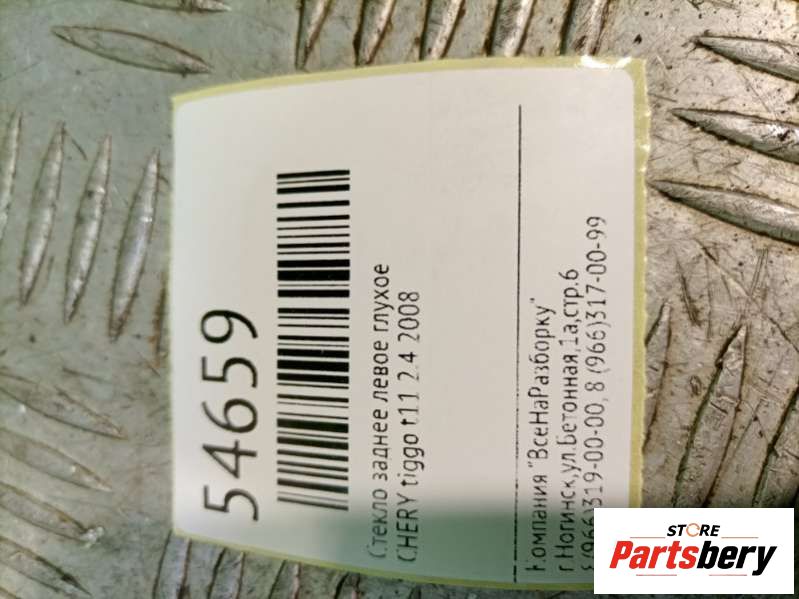 54659
Стекло заднее левое глухое
CHERY tiggo t11 2.4 2008
Компания "ВсеНаРазборку"
г.Ногинск,ул.Бетонная,1а,стр.6
8 (966)319-00-00, 8 (966)317-00-99
STORE
Partsbery